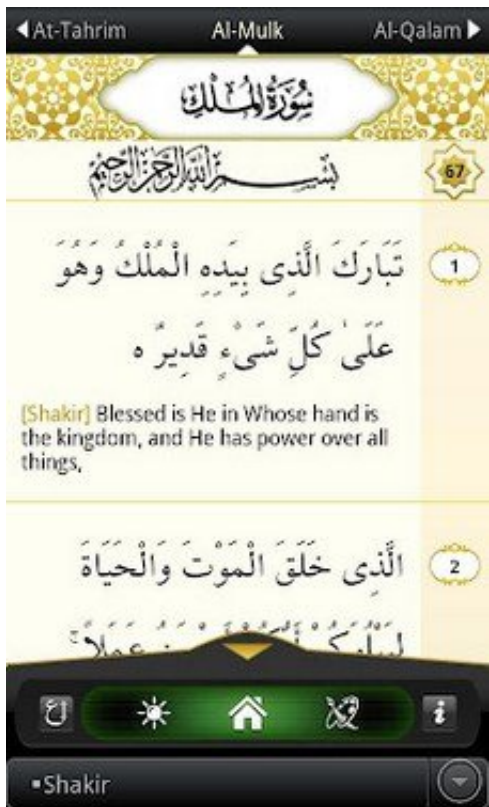 At-Tahrim Al-Mulk Al-Qalam
سُورَةُ المُلْكِ
بِسْمِ اللَّهِ الرَّحْمَٰنِ الرَّحِيمِ
67
تَبَارَكَ الَّذِى بِيَدِهِ الْمُلْكُ وَهُوَ
1
عَلَىٰ كُلِّ شَىْءٍ قَدِيرٌ ه
[Shakir] Blessed is He in Whose hand is
the kingdom, and He has power over all
things,
الَّذِى خَلَقَ الْمَوْتَ وَالْحَيَاةَ
2
i
▪Shakir